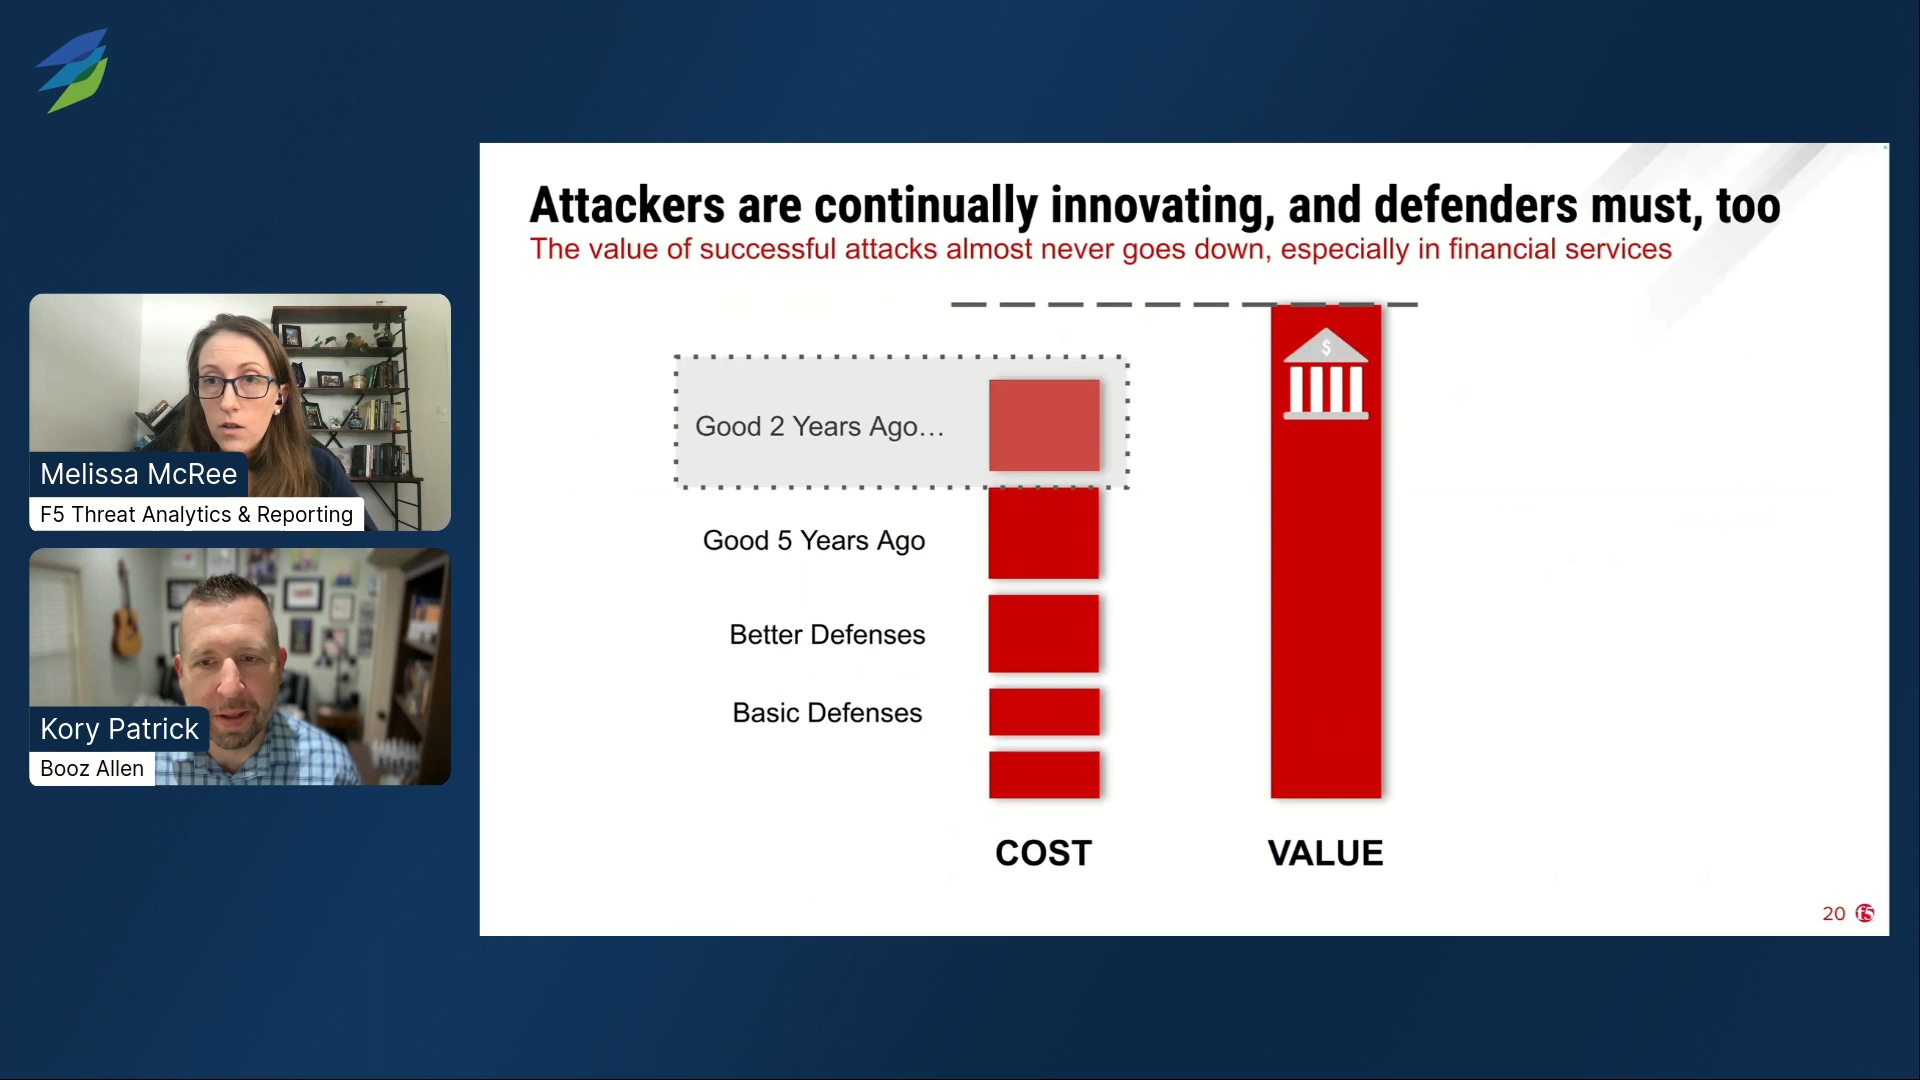 Attackers are continually innovating, and defenders must, too
The value of successful attacks almost never goes down, especially in financial services
$
Good 2 Years Ago…
Good 5 Years Ago
Better Defenses
Basic Defenses
COST
VALUE
20
f5
Melissa McRee
F5 Threat Analytics & Reporting
Kory Patrick
Booz Allen